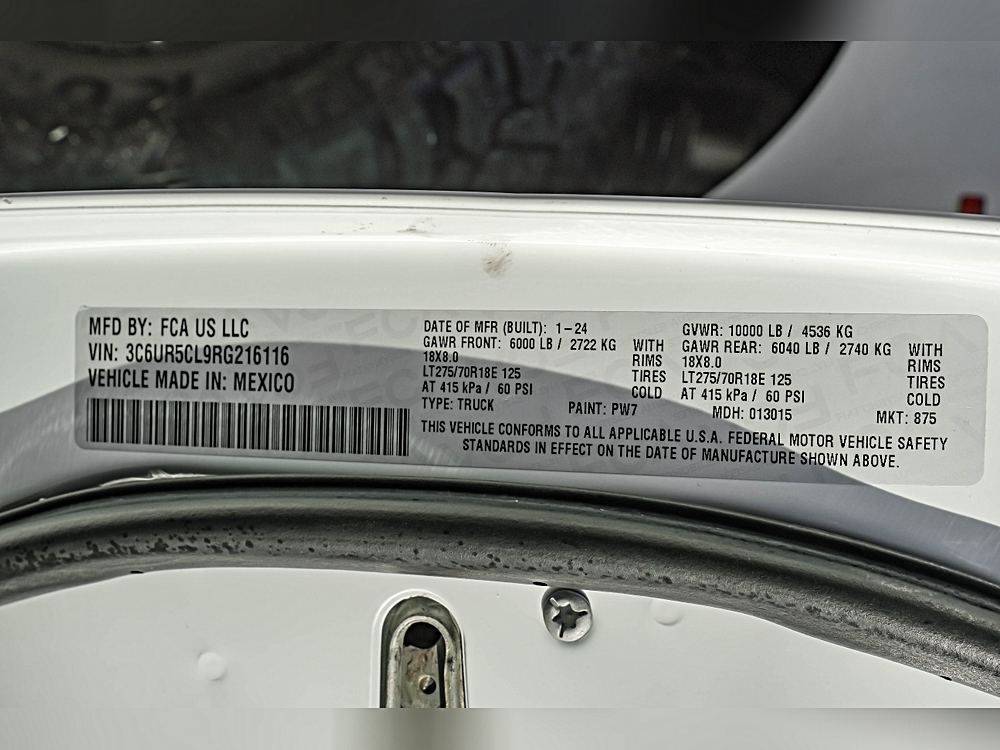 MFD BY: FCA US LLC
VIN: 3C6UR5CL9RG216116
VEHICLE MADE IN: MEXICO
DATE OF MFR (BUILT): 1-24
GAWR FRONT: 6000 LB / 2722 KG WITH
18X8.0 RIMS
LT275/70R18E 125 TIRES
AT 415 kPa / 60 PSI COLD
TYPE: TRUCK PAINT: PW7
GVWR: 10000 LB / 4536 KG
GAWR REAR: 6040 LB / 2740 KG WITH
18X8.0 RIMS
LT275/70R18E 125 TIRES
AT 415 kPa / 60 PSI COLD
MDH: 013015 MKT: 875
THIS VEHICLE CONFORMS TO ALL APPLICABLE U.S.A. FEDERAL MOTOR VEHICLE SAFETY
STANDARDS IN EFFECT ON THE DATE OF MANUFACTURE SHOWN ABOVE.